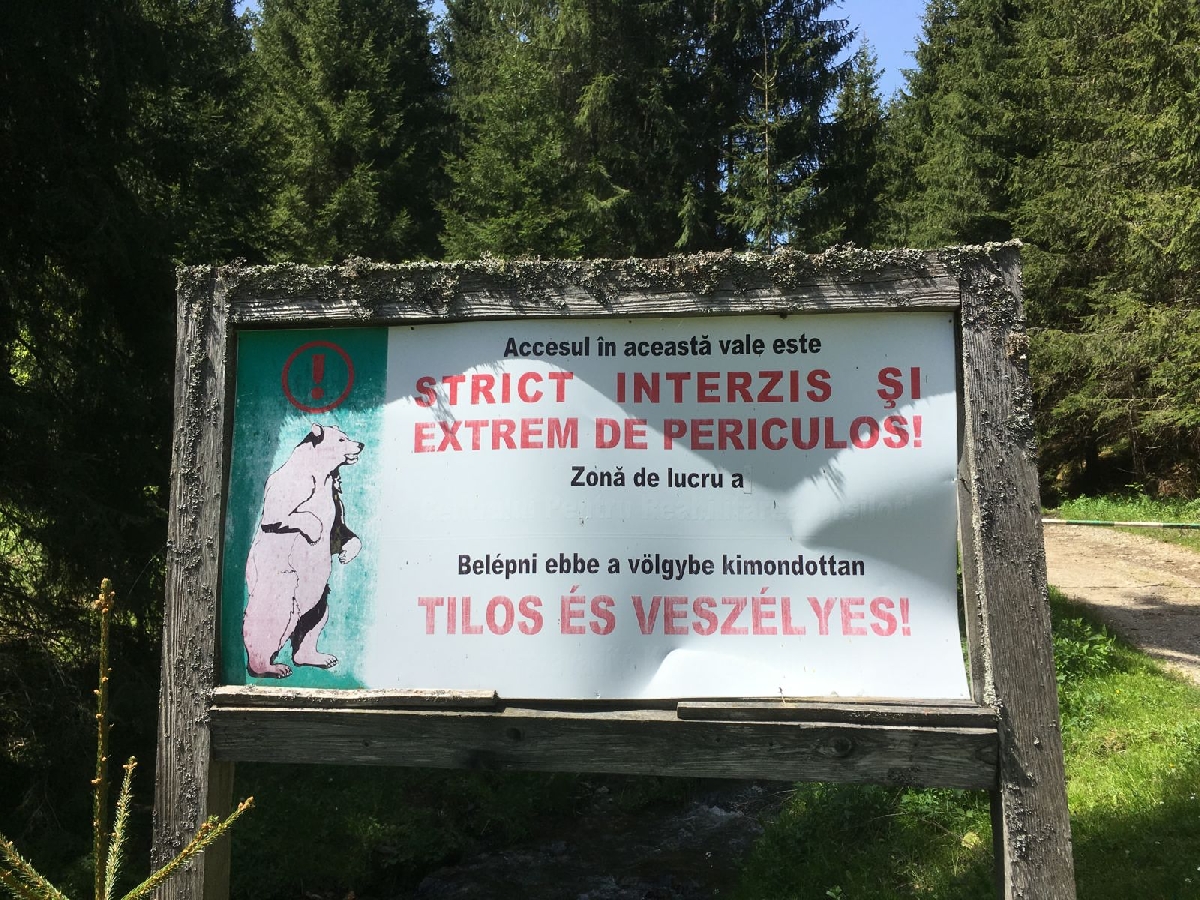 Accesul în această vale este
STRICT INTERZIS ŞI
EXTREM DE PERICULOS!
Zonă de lucru a
Belépni ebbe a völgybe kimondottan
TILOS ÉS VESZÉLYES!